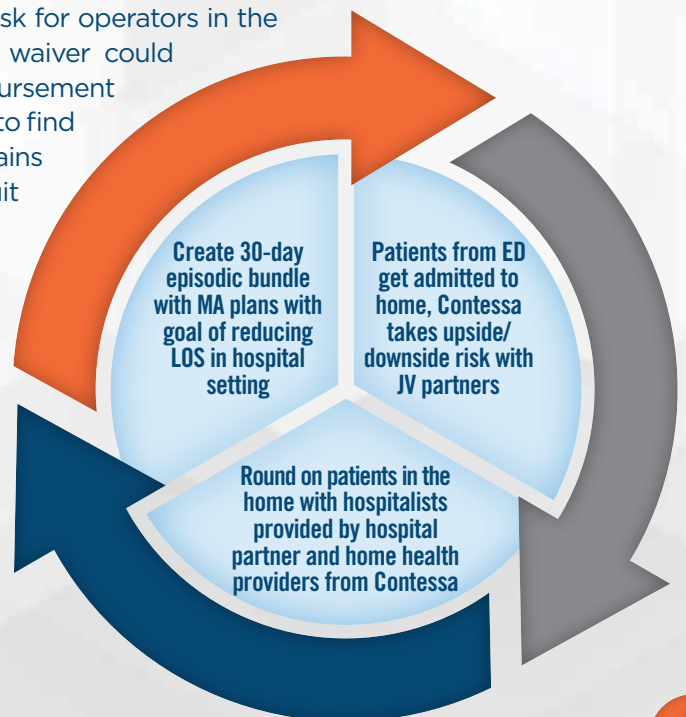 sk for operators in the
waiver could
ursement
to find
ains
uit
Create 30-day
episodic bundle
with MA plans with
goal of reducing
LOS in hospital
setting
Patients from ED
get admitted to
home, Contessa
takes upside/
downside risk with
JV partners
Round on patients in the
home with hospitalists
provided by hospital
partner and home health
providers from Contessa